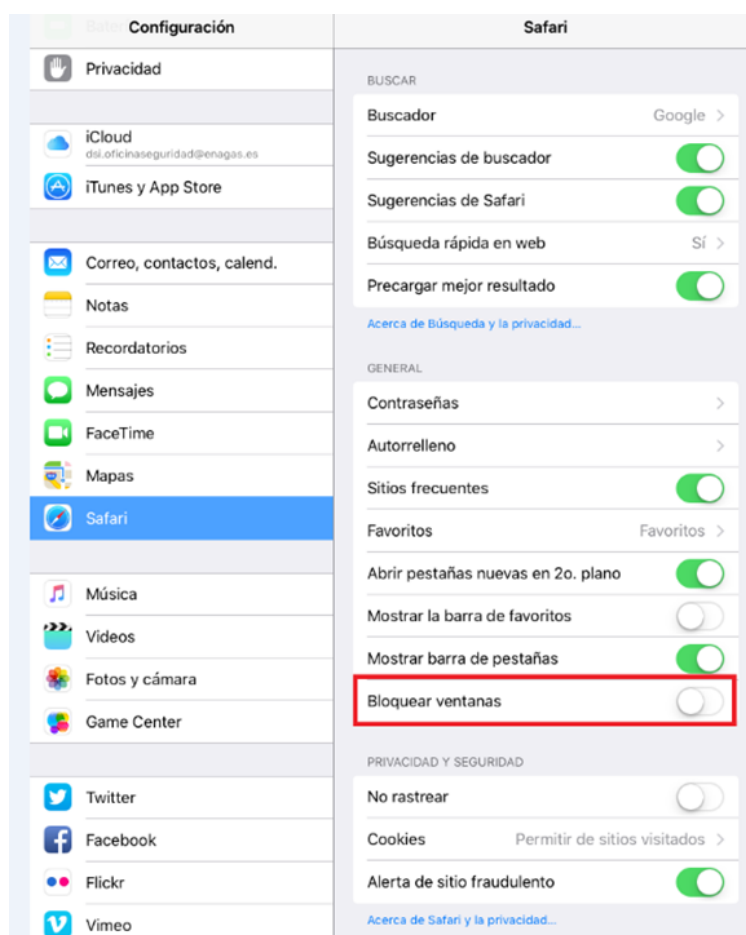 Configuración
Privacidad
iCloud
dsi.oficinaseguridad@enagas.es
iTunes y App Store
Correo, contactos, calend.
Notas
Recordatorios
Mensajes
FaceTime
Mapas
Safari
Música
Videos
Fotos y cámara
Game Center
Twitter
Facebook
Flickr
Vimeo
Safari
BUSCAR
Buscador Google
Sugerencias de buscador
Sugerencias de Safari
Búsqueda rápida en web Sí
Precargar mejor resultado
Acerca de Búsqueda y la privacidad...
GENERAL
Contraseñas
Autorrelleno
Sitios frecuentes
Favoritos Favoritos
Abrir pestañas nuevas en 2o. plano
Mostrar la barra de favoritos
Mostrar barra de pestañas
Bloquear ventanas
PRIVACIDAD Y SEGURIDAD
No rastrear
Cookies Permitir de sitios visitados
Alerta de sitio fraudulento
Acerca de Safari y la privacidad...